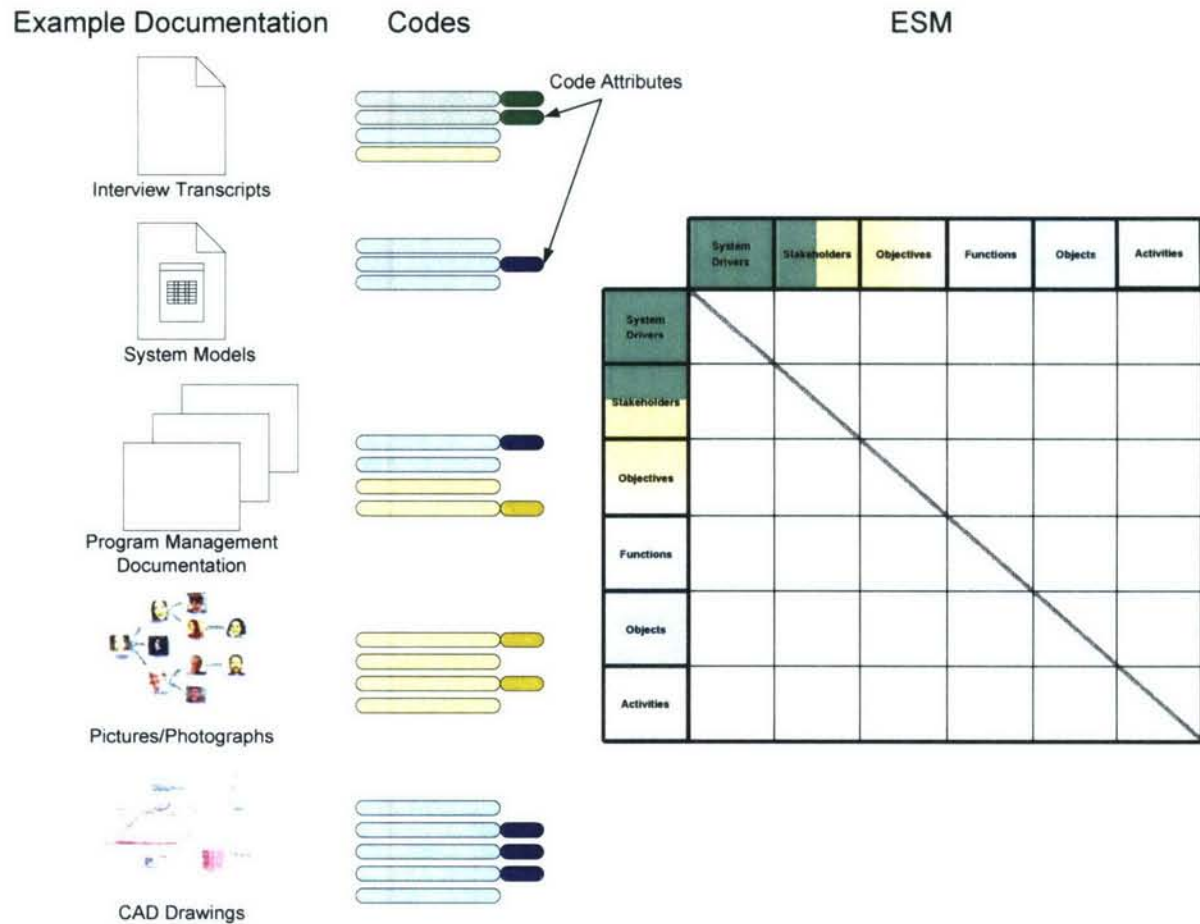 Example Documentation
Codes
ESM
Code Attributes
Interview Transcripts
System Models
Program Management
Documentation
Pictures/Photographs
CAD Drawings
System
Drivers
Stakeholders
Objectives
Functions
Objects
Activities
System
Drivers
Stakeholders
Objectives
Functions
Objects
Activities